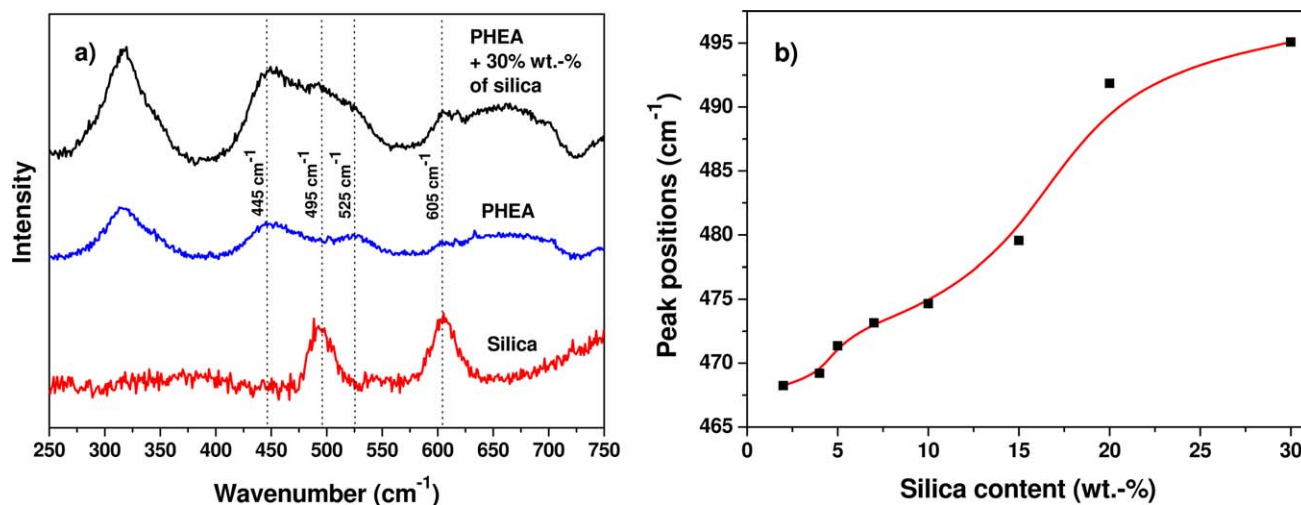 a)
PHEA
+ 30% wt.-%
of silica
445 cm⁻¹
495 cm⁻¹
525 cm⁻¹
605 cm⁻¹
PHEA
Silica
Intensity
250 300 350 400 450 500 550 600 650 700 750
Wavenumber (cm⁻¹)
b)
495
490
485
480
475
470
465
Peak positions (cm⁻¹)
0 5 10 15 20 25 30
Silica content (wt.-%)